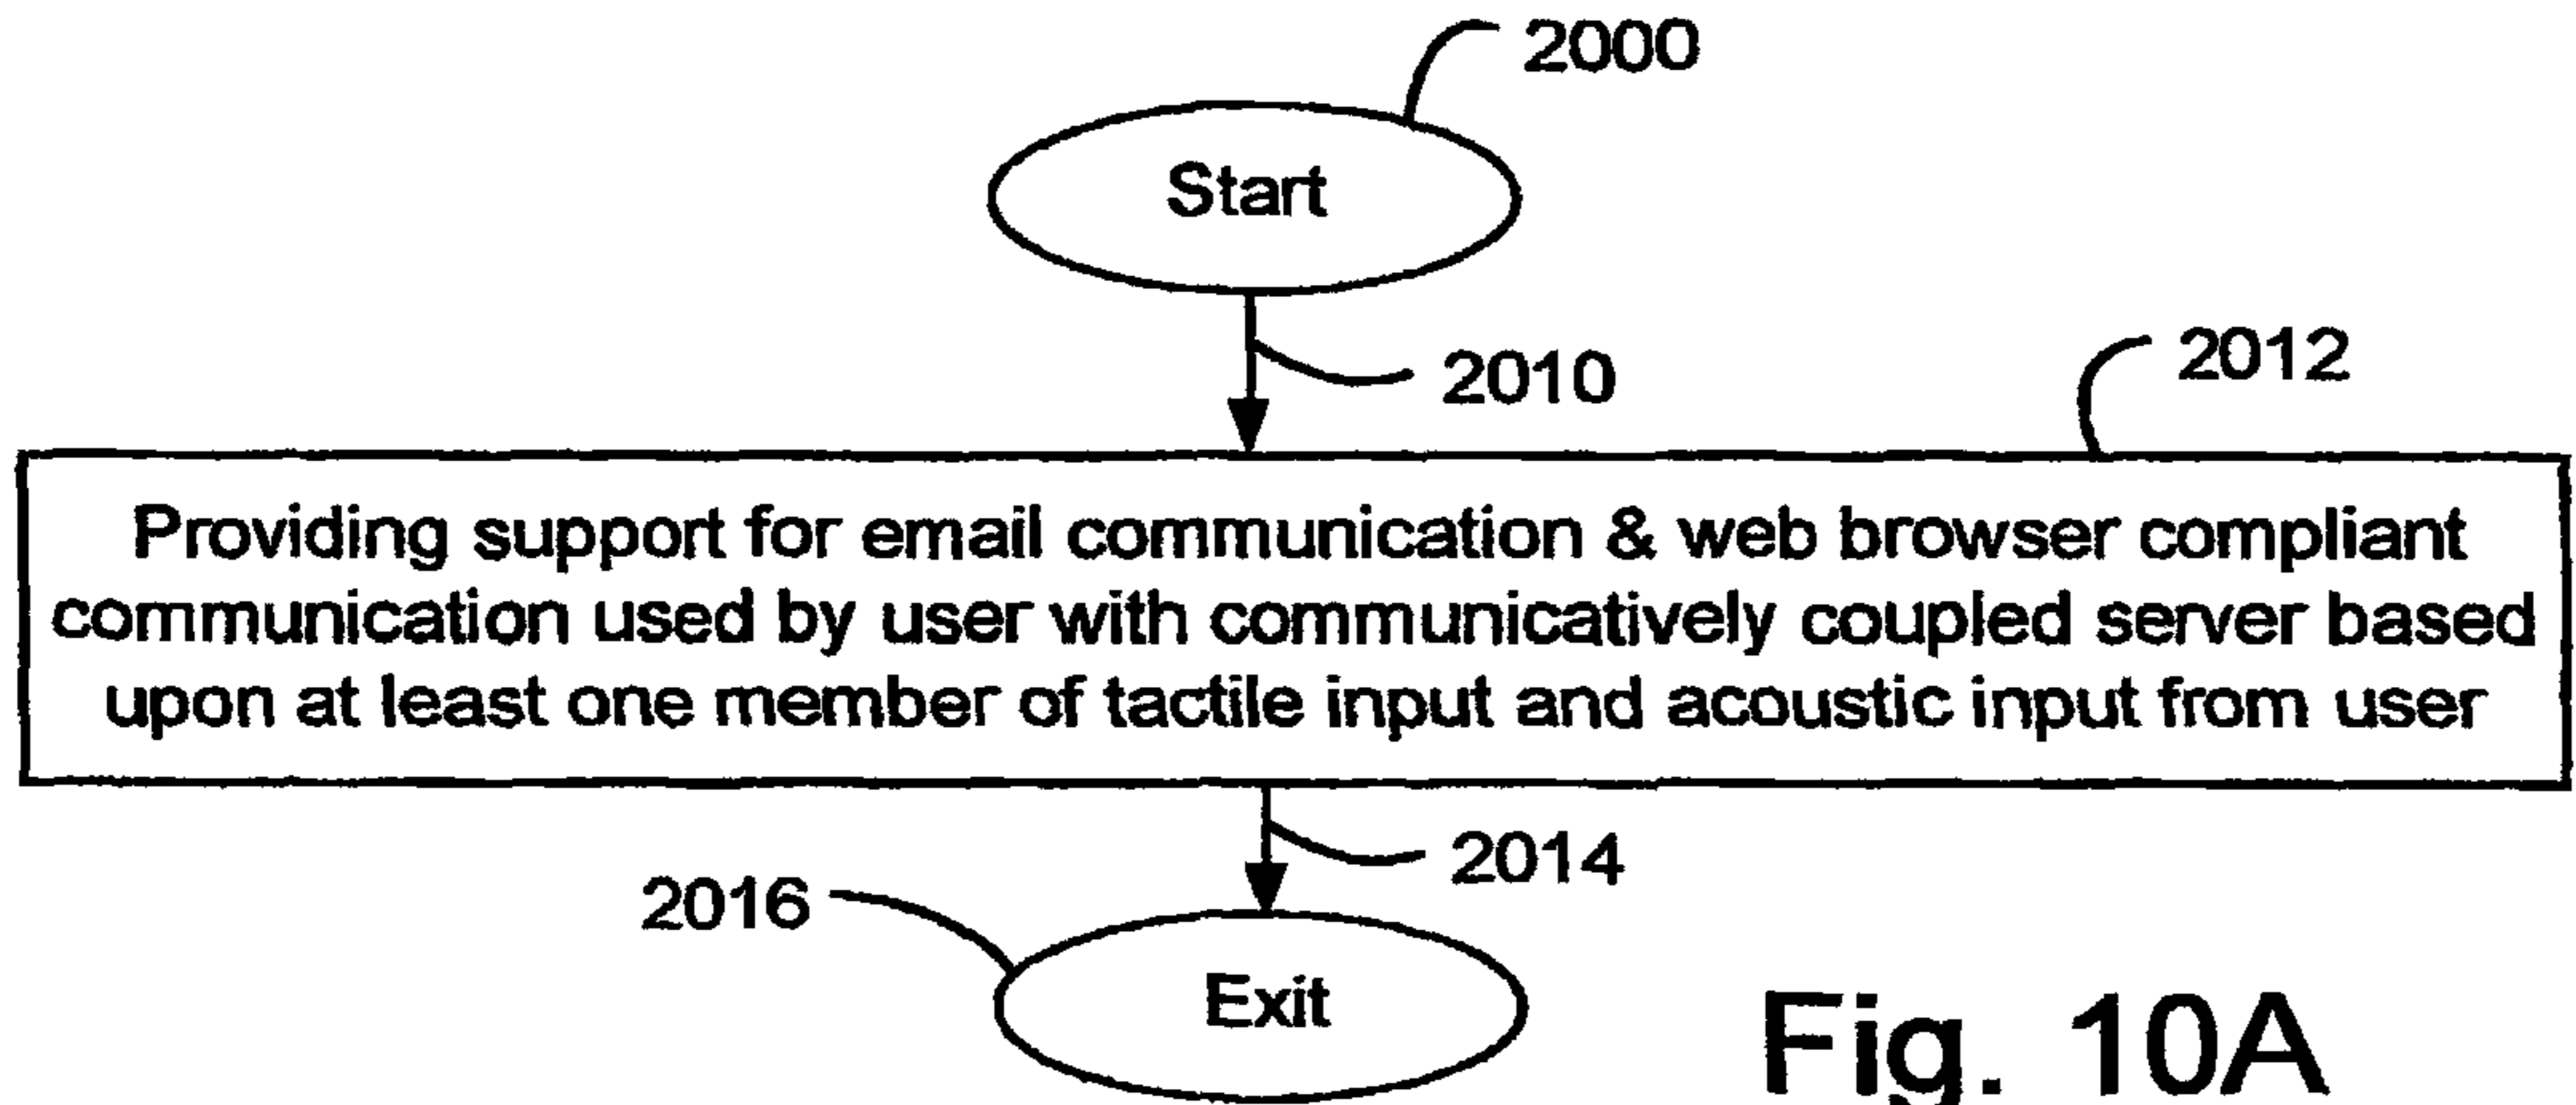 2000
Start
2010
2012
Providing support for email communication & web browser compliant
communication used by user with communicatively coupled server based
upon at least one member of tactile input and acoustic input from user
2014
2016
Exit
Fig. 10A